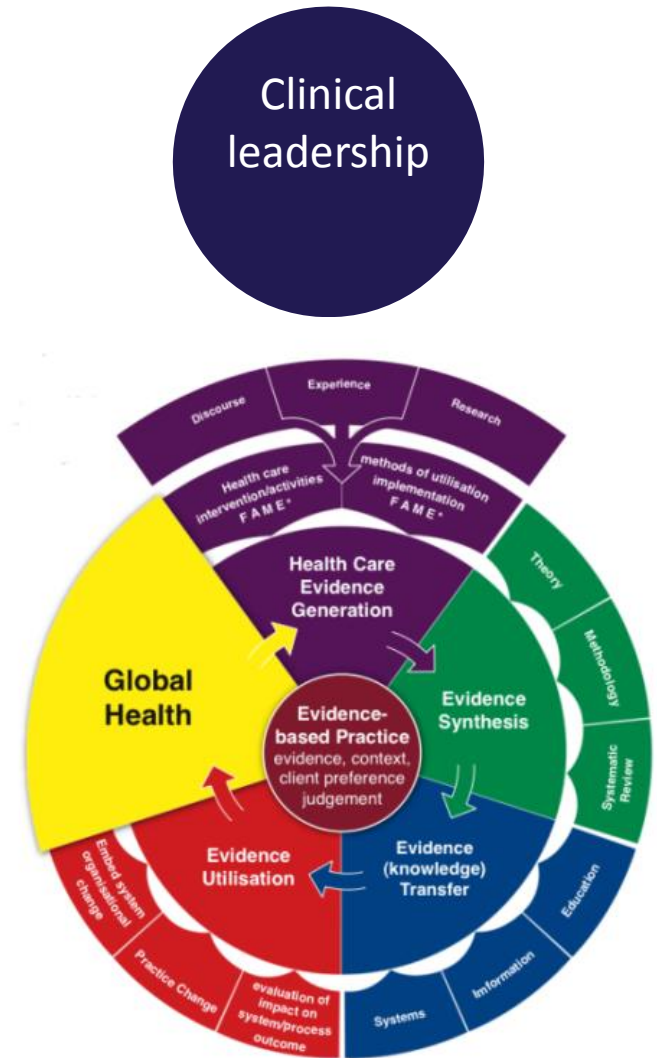 Clinical
leadership
Discourse
Experience
Research
Health care
intervention/activities
F A M E*
methods of utilisation
implementation
F A M E*
Health Care
Evidence
Generation
Theory
Methodology
Systematic
Review
Global
Health
Evidence
Synthesis
Evidence-
based Practice
evidence, context,
client preference
judgement
Evidence
Utilisation
Evidence
(knowledge)
Transfer
Embed system
organisational
change
Practice Change
evaluation of
impact on
system/process
outcome
Systems
Imformation
Education